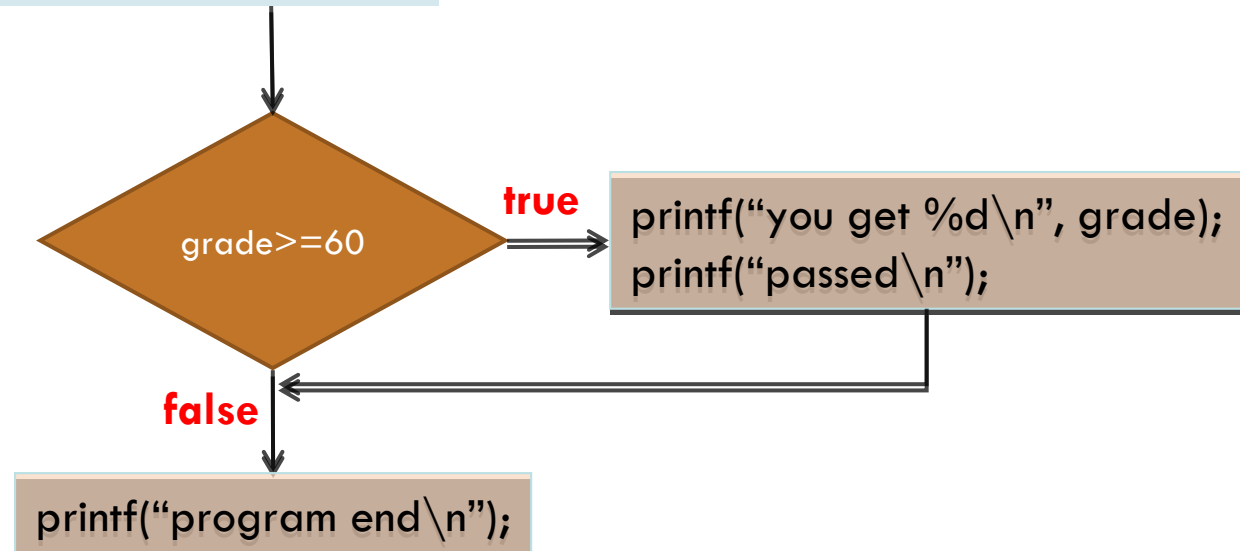 grade>=60
true
printf(“you get %d\n”, grade);
printf(“passed\n”);
false
printf(“program end\n”);